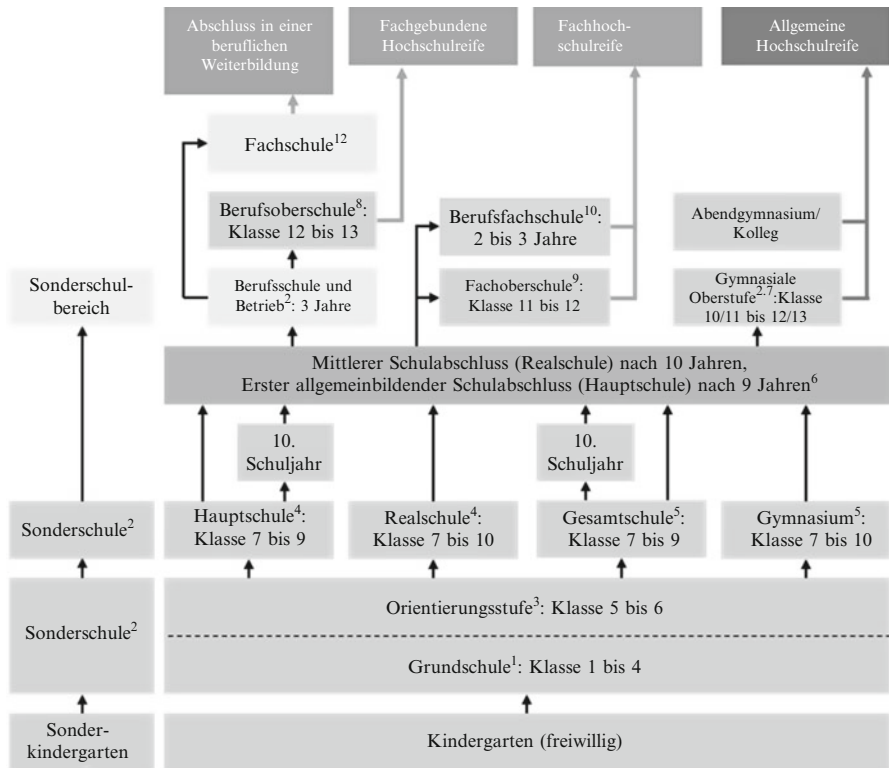 Abschluss in einer
beruflichen
Weiterbildung
Fachgebundene
Hochschulreife
Fachhoch-
schulreife
Allgemeine
Hochschulreife
Fachschule¹²
Berufsoberschule⁸:
Klasse 12 bis 13
Berufsfachschule¹⁰:
2 bis 3 Jahre
Abendgymnasium/
Kolleg
Sonderschul-
bereich
Berufsschule und
Betrieb²: 3 Jahre
Fachoberschule⁹:
Klasse 11 bis 12
Gymnasiale
Oberstufe²·⁷:Klasse
10/11 bis 12/13
Mittlerer Schulabschluss (Realschule) nach 10 Jahren,
Erster allgemeinbildender Schulabschluss (Hauptschule) nach 9 Jahren⁶
10.
Schuljahr
10.
Schuljahr
Sonderschule²
Hauptschule⁴:
Klasse 7 bis 9
Realschule⁴:
Klasse 7 bis 10
Gesamtschule⁵:
Klasse 7 bis 9
Gymnasium⁵:
Klasse 7 bis 10
Sonderschule²
Orientierungsstufe³: Klasse 5 bis 6
Grundschule¹: Klasse 1 bis 4
Sonder-
kindergarten
Kindergarten (freiwillig)